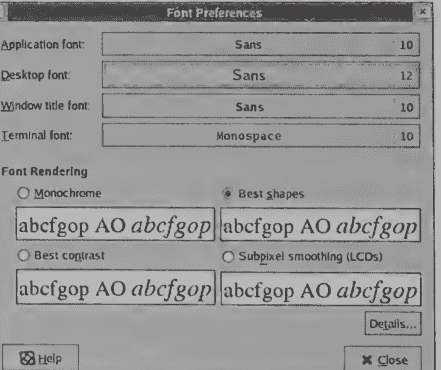 Font Preferences
Application font: Sans 10
Desktop font: Sans 12
Window title font: Sans 10
Terminal font: Monospace 10
Font Rendering
Monochrome Best shapes
abcfgop AO abcfgop abcfgop AO abcfgop
Best contrast Subpixel smoothing (LCDs)
abcfgop AO abcfgop abcfgop AO abcfgop
Details...
Help Close